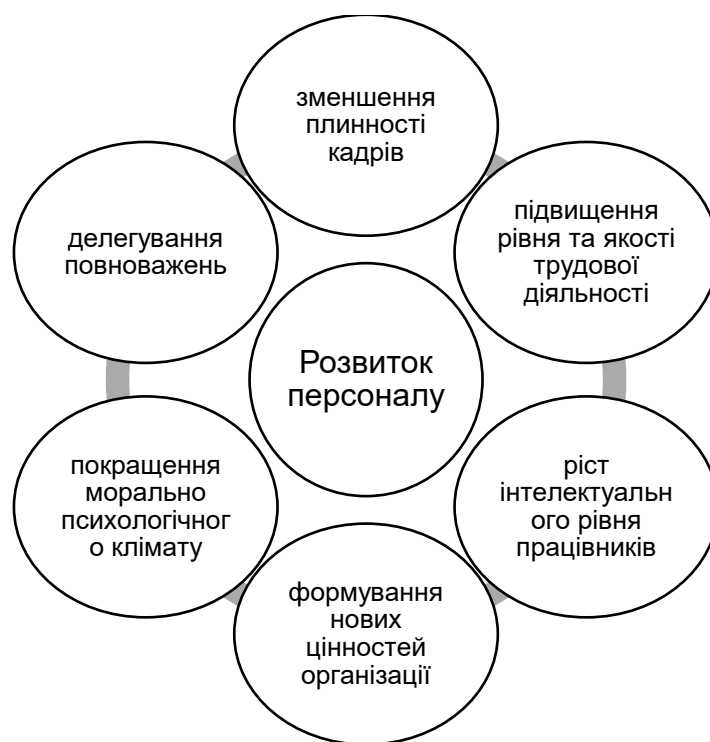 зменшення
плинності
кадрів
підвищення
рівня та якості
трудової
діяльності
ріст
інтелектуальн
ого рівня
працівників
формування
нових
цінностей
організації
покращення
морально
психологічног
о клімату
делегування
повноважень
Розвиток
персоналу